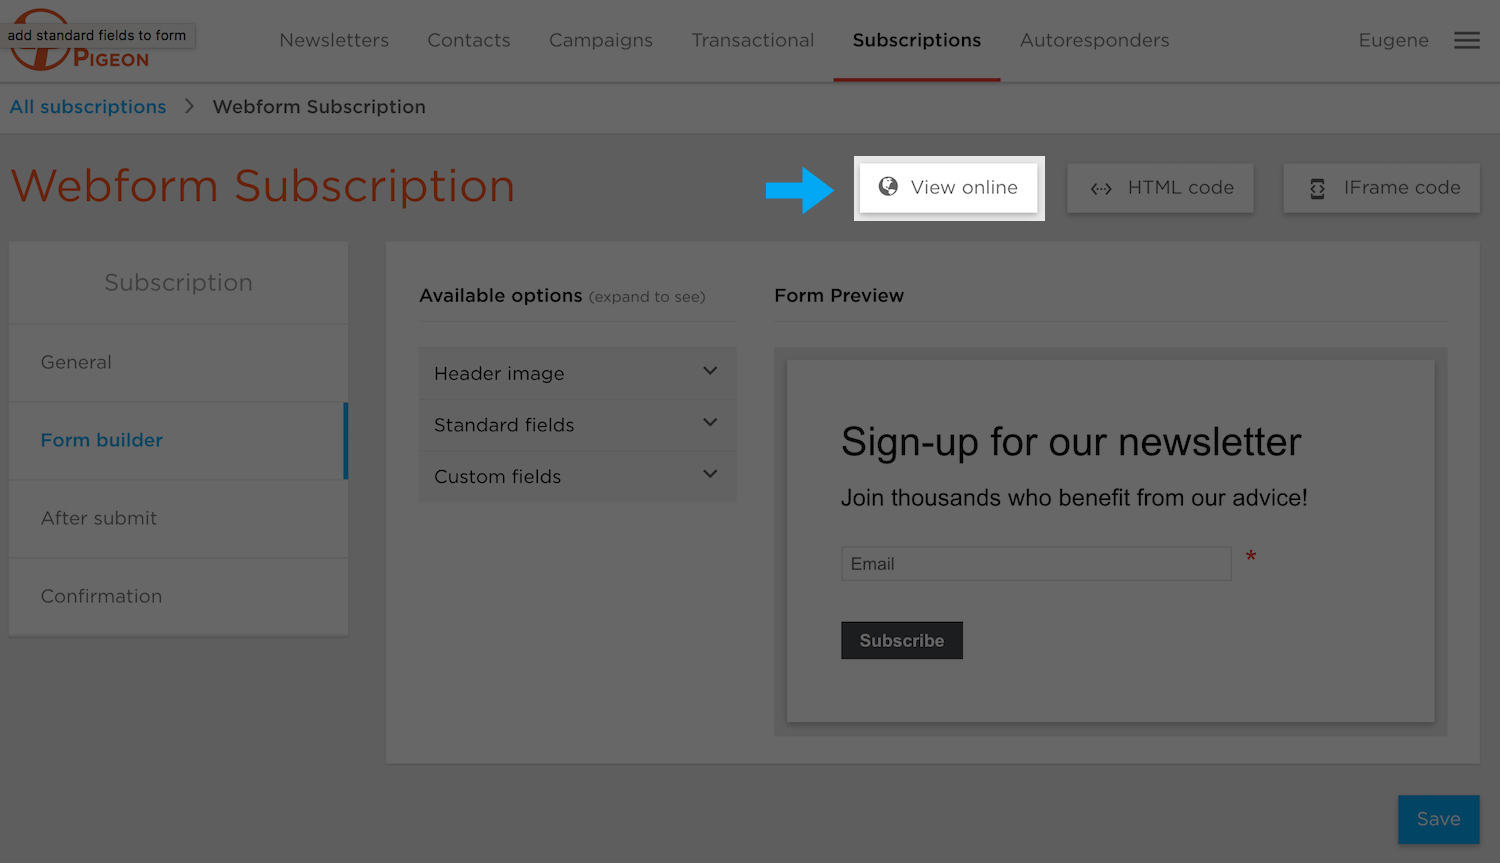 add standard fields to form
PIGEON
Newsletters Contacts Campaigns Transactional Subscriptions Autoresponders Eugene
All subscriptions > Webform Subscription
Webform Subscription
View online
HTML code
IFrame code
Subscription
General
Form builder
After submit
Confirmation
Available options (expand to see)
Header image
Standard fields
Custom fields
Form Preview
Sign-up for our newsletter
Join thousands who benefit from our advice!
Email *
Subscribe
Save